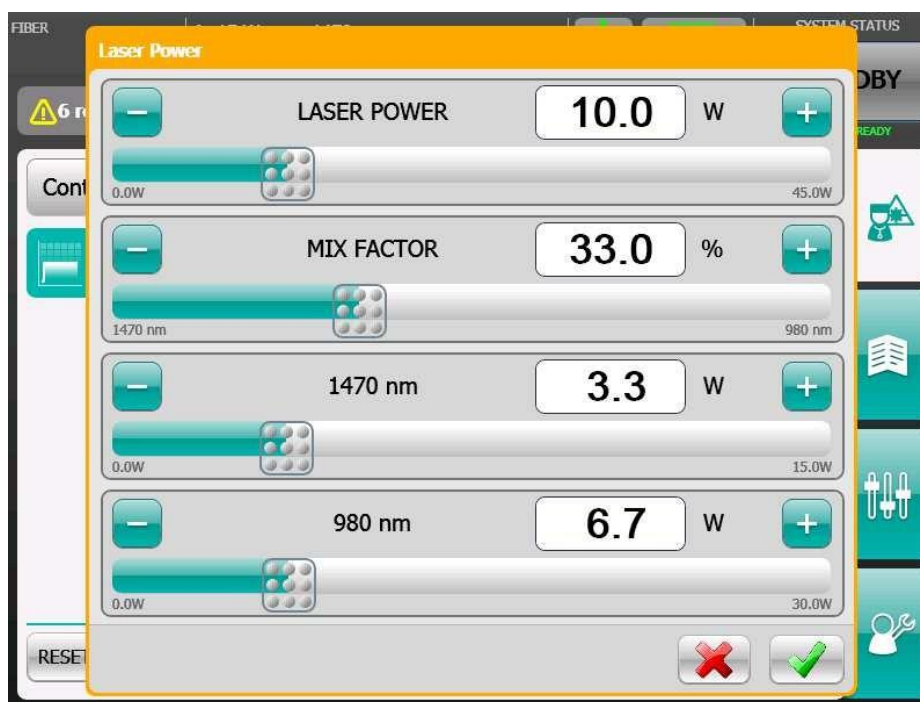 FIBER
SYSTEM STATUS
Laser Power
DBY
6 re
READY
LASER POWER 10.0 W
0.0W 45.0W
Cont
MIX FACTOR 33.0 %
1470 nm 980 nm
1470 nm 3.3 W
0.0W 15.0W
980 nm 6.7 W
0.0W 30.0W
RESET